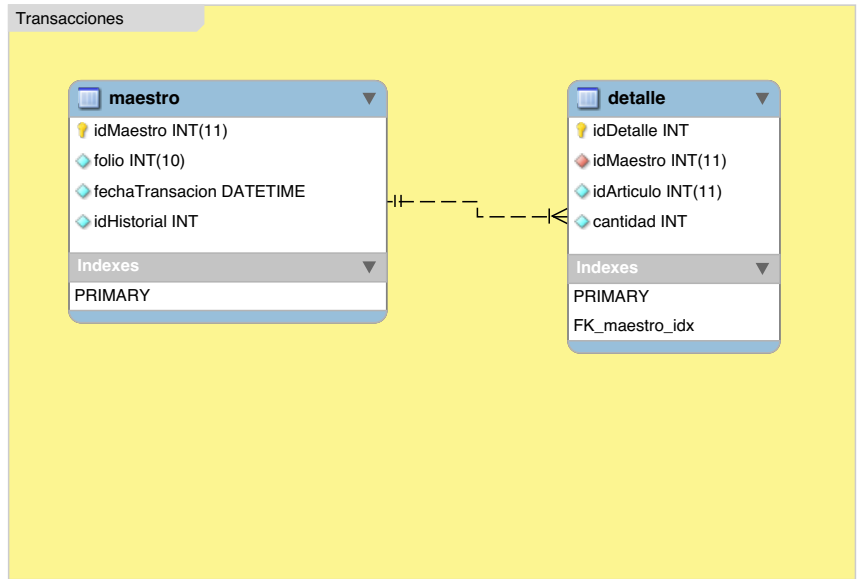 Transacciones
maestro
idMaestro INT(11)
folio INT(10)
fechaTransacion DATETIME
idHistorial INT
Indexes
PRIMARY
detalle
idDetalle INT
idMaestro INT(11)
idArticulo INT(11)
cantidad INT
Indexes
PRIMARY
FK_maestro_idx